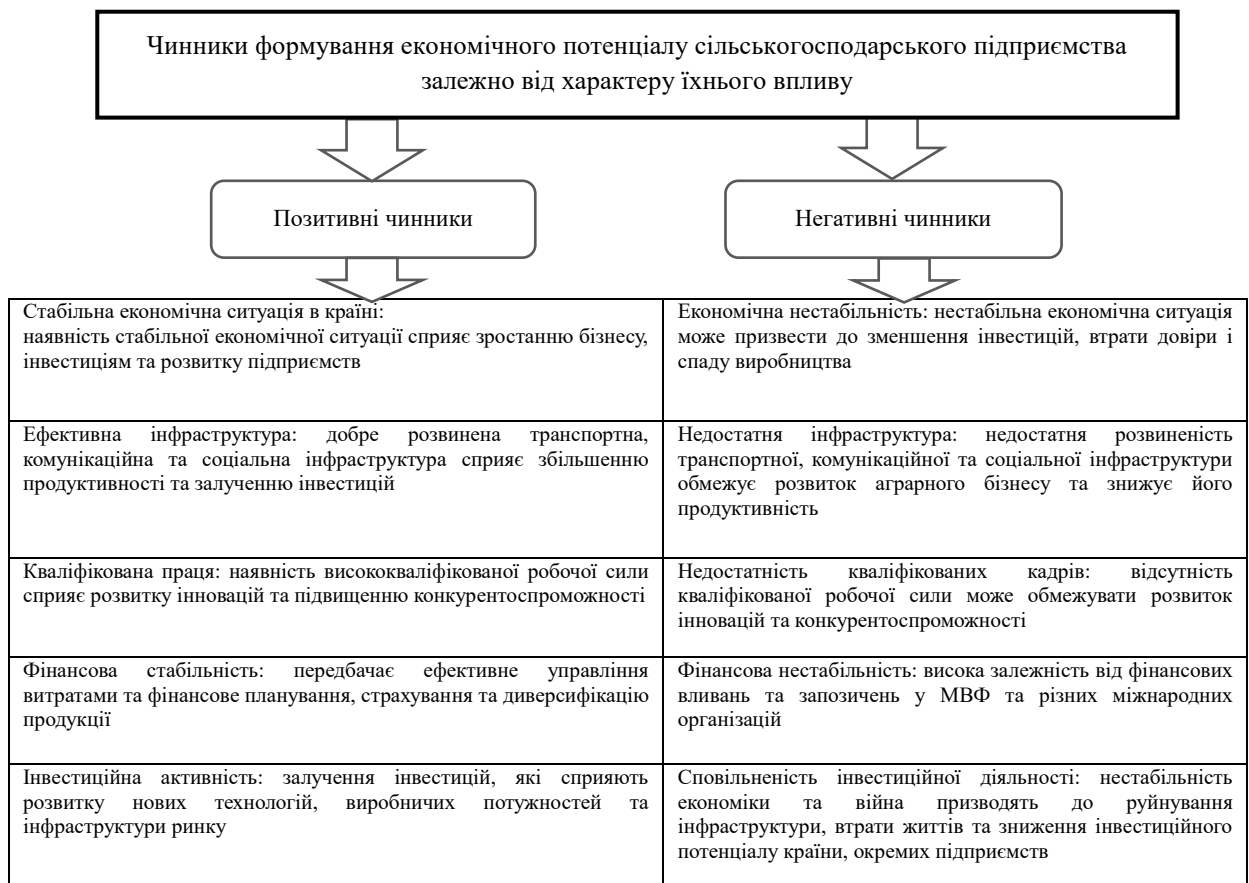 Чинники формування економічного потенціалу сільськогосподарського підприємства
залежно від характеру їхнього впливу
Позитивні чинники
Негативні чинники
Стабільна економічна ситуація в країні:
наявність стабільної економічної ситуації сприяє зростанню бізнесу,
інвестиціям та розвитку підприємств
Економічна нестабільність: нестабільна економічна ситуація
може призвести до зменшення інвестицій, втрати довіри і
спаду виробництва
Ефективна інфраструктура: добре розвинена транспортна,
комунікаційна та соціальна інфраструктура сприяє збільшенню
продуктивності та залученню інвестицій
Недостатня інфраструктура: недостатня розвиненість
транспортної, комунікаційної та соціальної інфраструктури
обмежує розвиток аграрного бізнесу та знижує його
продуктивність
Кваліфікована праця: наявність висококваліфікованої робочої сили
сприяє розвитку інновацій та підвищенню конкурентоспроможності
Недостатність кваліфікованих кадрів: відсутність
кваліфікованої робочої сили може обмежувати розвиток
інновацій та конкурентоспроможності
Фінансова стабільність: передбачає ефективне управління
витратами та фінансове планування, страхування та диверсифікацію
продукції
Фінансова нестабільність: висока залежність від фінансових
вливань та запозичень у МВФ та різних міжнародних
організацій
Інвестиційна активність: залучення інвестицій, які сприяють
розвитку нових технологій, виробничих потужностей та
інфраструктури ринку
Сповільненість інвестиційної діяльності: нестабільність
економіки та війна призводять до руйнування
інфраструктури, втрати життів та зниження інвестиційного
потенціалу країни, окремих підприємств